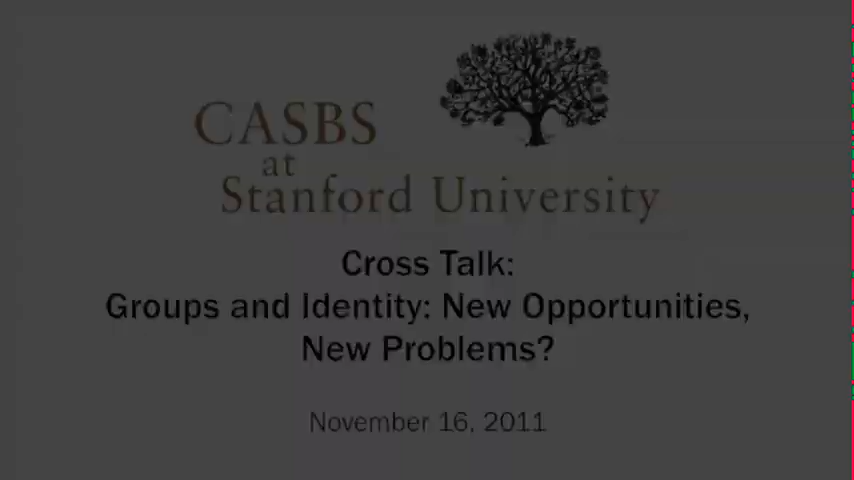 CASBS
at
Stanford University
Cross Talk:
Groups and Identity: New Opportunities,
New Problems?
November 16, 2011